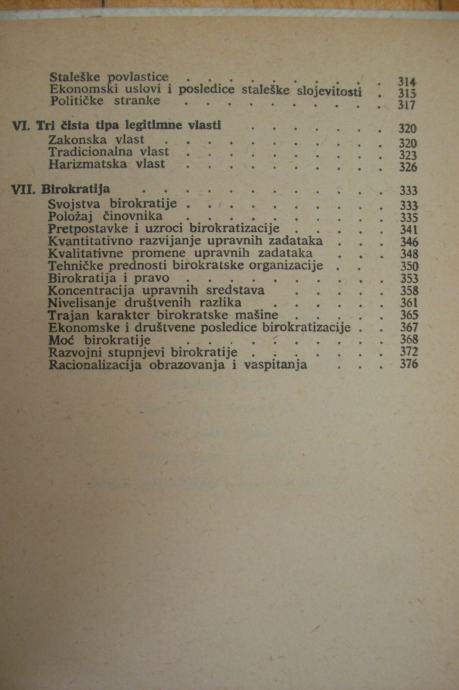 Staleške povlastice . . . . . . . . 314
Ekonomski uslovi i posledice staleške slojevitosti . 315
Političke stranke . . . . . . . . 317
VI. Tri čista tipa legitimne vlasti . . . . . . 320
Zakonska vlast . . . . . . . . 320
Tradicionalna vlast . . . . . . . . 323
Harizmatska vlast . . . . . . . . 326
VII. Birokratija . . . . . . . . . . 333
Svojstva birokratije . . . . . . . . 333
Položaj činovnika . . . . . . . . 335
Pretpostavke i uzroci birokratizacije . . . . 341
Kvantitativno razvijanje upravnih zadataka . . . 346
Kvalitativne promene upravnih zadataka . . . 348
Tehničke prednosti birokratske organizacije . . 350
Birokratija i pravo . . . . . . . . 353
Koncentracija upravnih sredstava . . . . . 358
Nivelisanje društvenih razlika . . . . . 361
Trajan karakter birokratske mašine . . . . 365
Ekonomske i društvene posledice birokratizacije . . 367
Moć birokratije . . . . . . . . 368
Razvojni stupnjevi birokratije . . . . . . 372
Racionalizacija obrazovanja i vaspitanja . . . 376